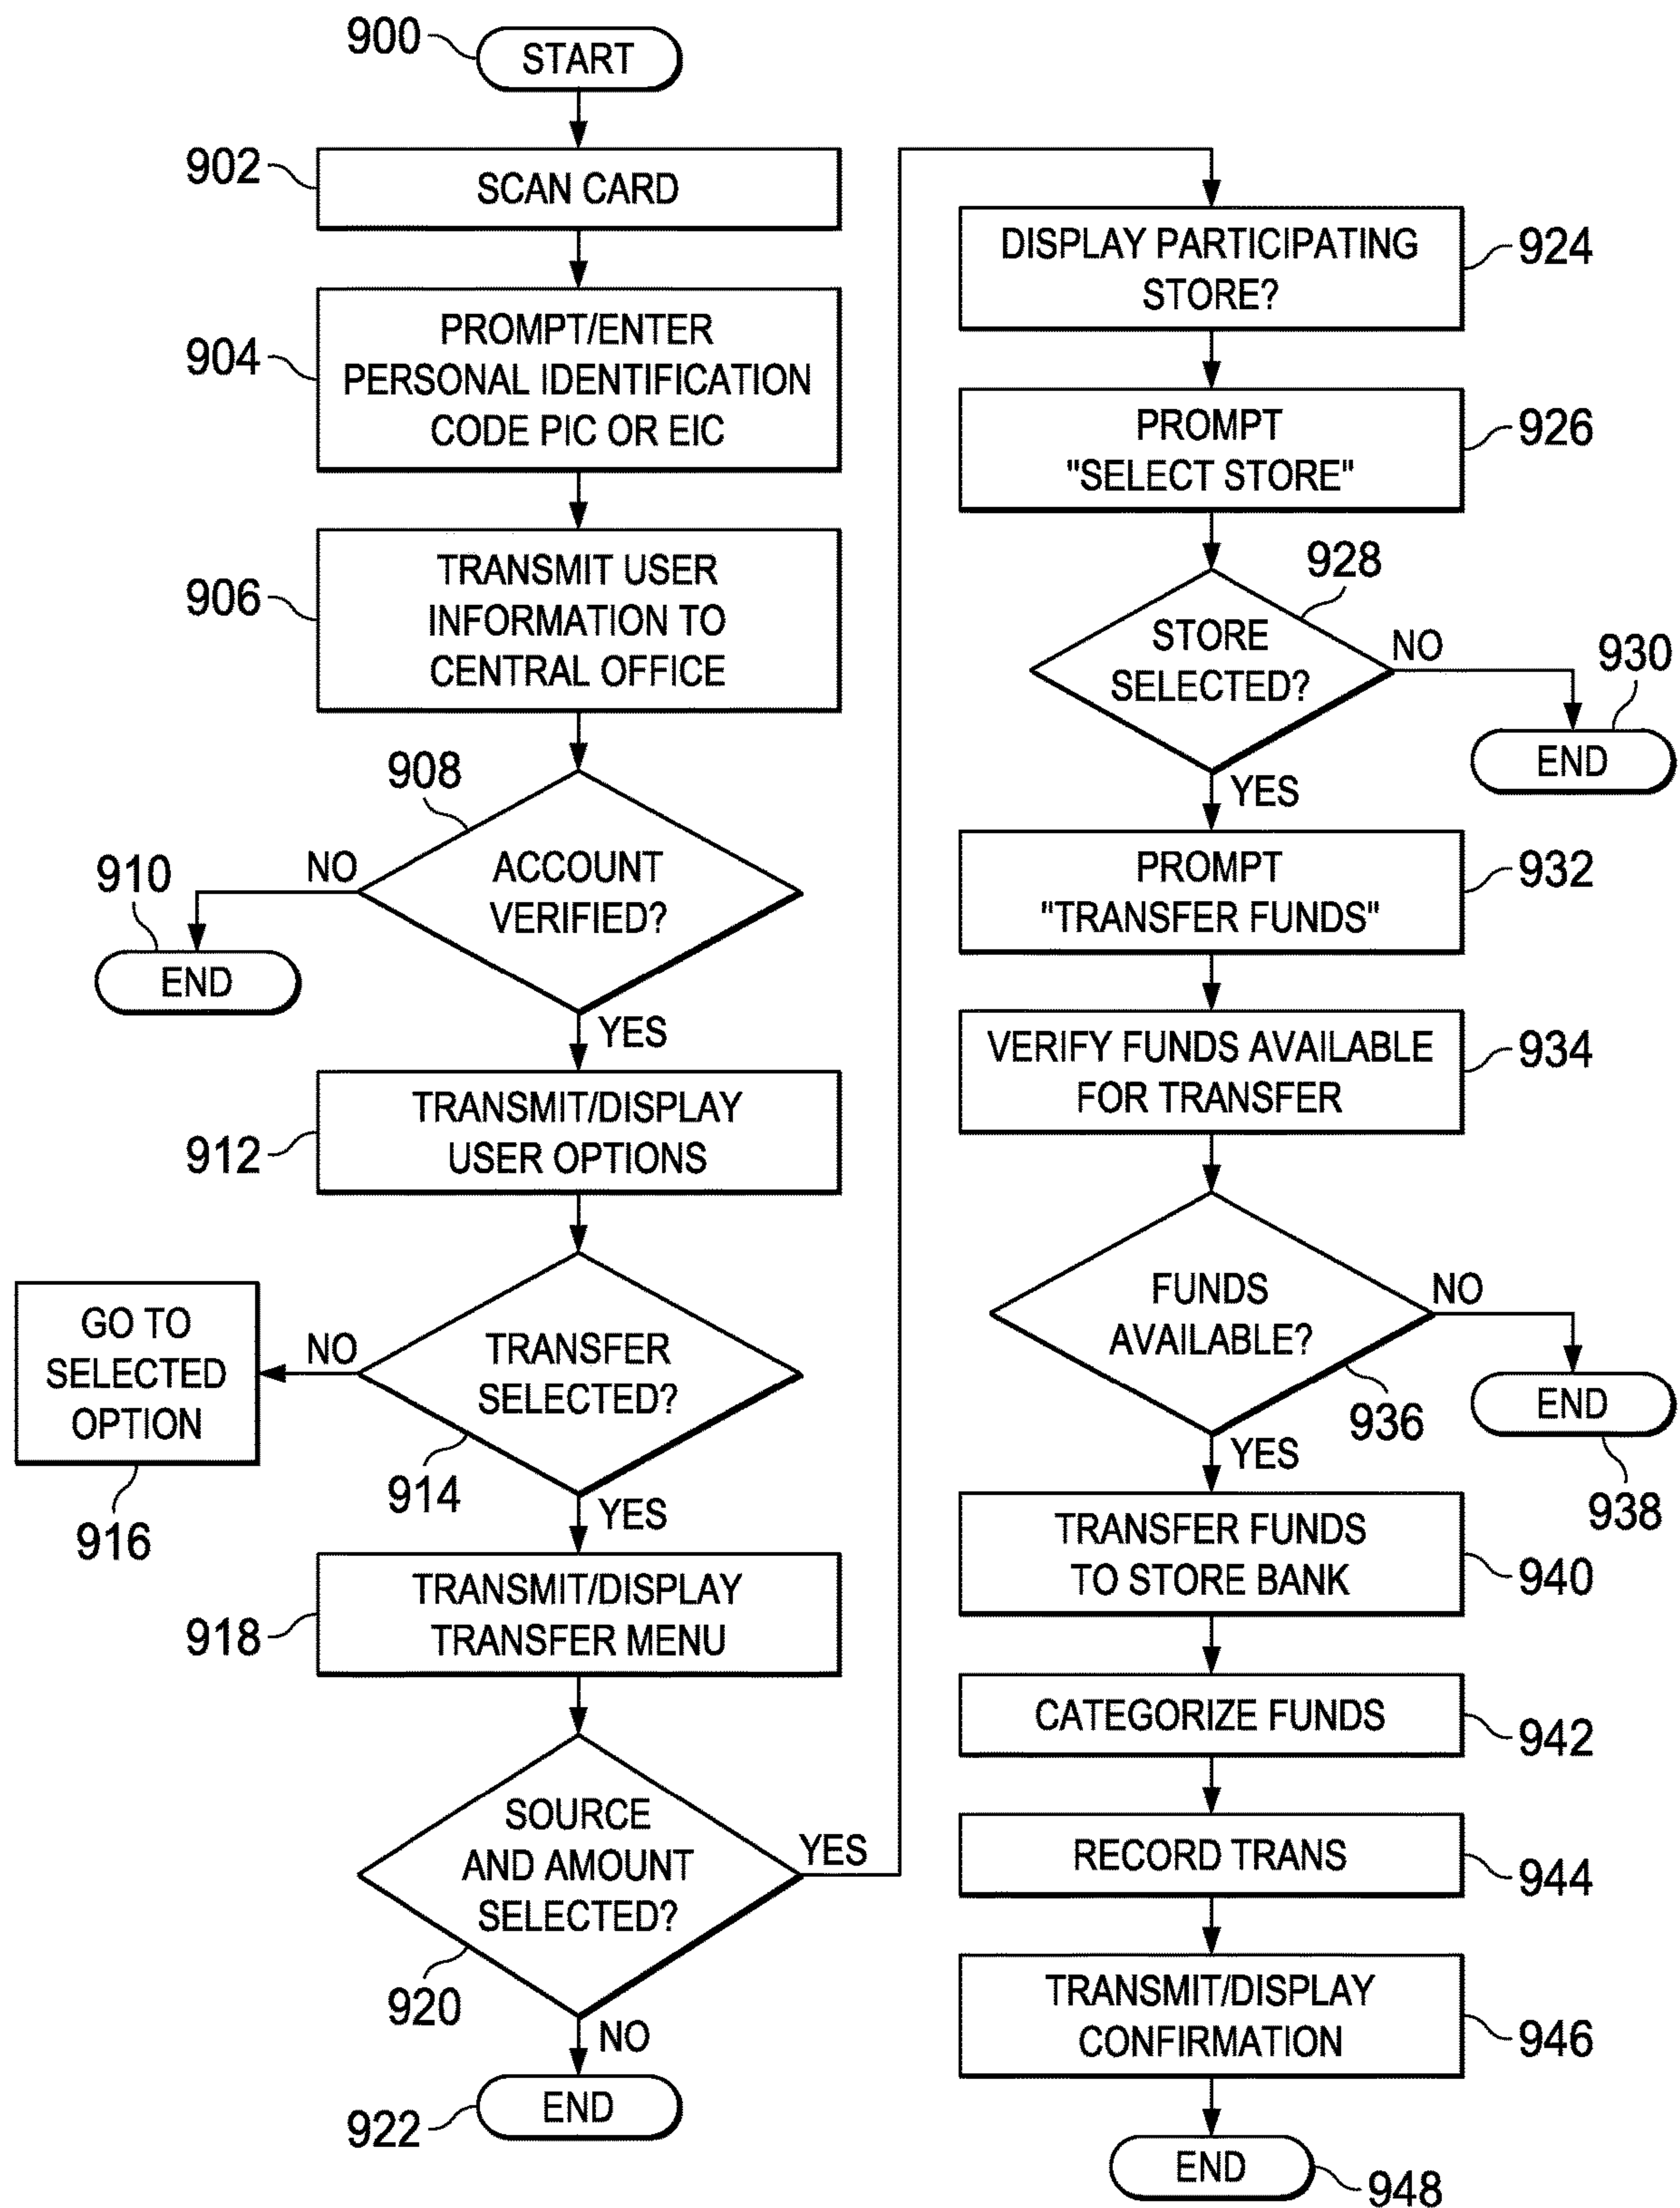 900
START
902
SCAN CARD
904
PROMPT/ENTER
PERSONAL IDENTIFICATION
CODE PIC OR EIC
906
TRANSMIT USER
INFORMATION TO
CENTRAL OFFICE
908
ACCOUNT
VERIFIED?
NO
910
END
YES
912
TRANSMIT/DISPLAY
USER OPTIONS
914
TRANSFER
SELECTED?
NO
GO TO
SELECTED
OPTION
916
YES
918
TRANSMIT/DISPLAY
TRANSFER MENU
920
SOURCE
AND AMOUNT
SELECTED?
YES
NO
922
END
DISPLAY PARTICIPATING
STORE?
924
PROMPT
"SELECT STORE"
926
928
STORE
SELECTED?
NO
930
END
YES
PROMPT
"TRANSFER FUNDS"
932
VERIFY FUNDS AVAILABLE
FOR TRANSFER
934
FUNDS
AVAILABLE?
936
NO
END
938
YES
TRANSFER FUNDS
TO STORE BANK
940
CATEGORIZE FUNDS
942
RECORD TRANS
944
TRANSMIT/DISPLAY
CONFIRMATION
946
END
948